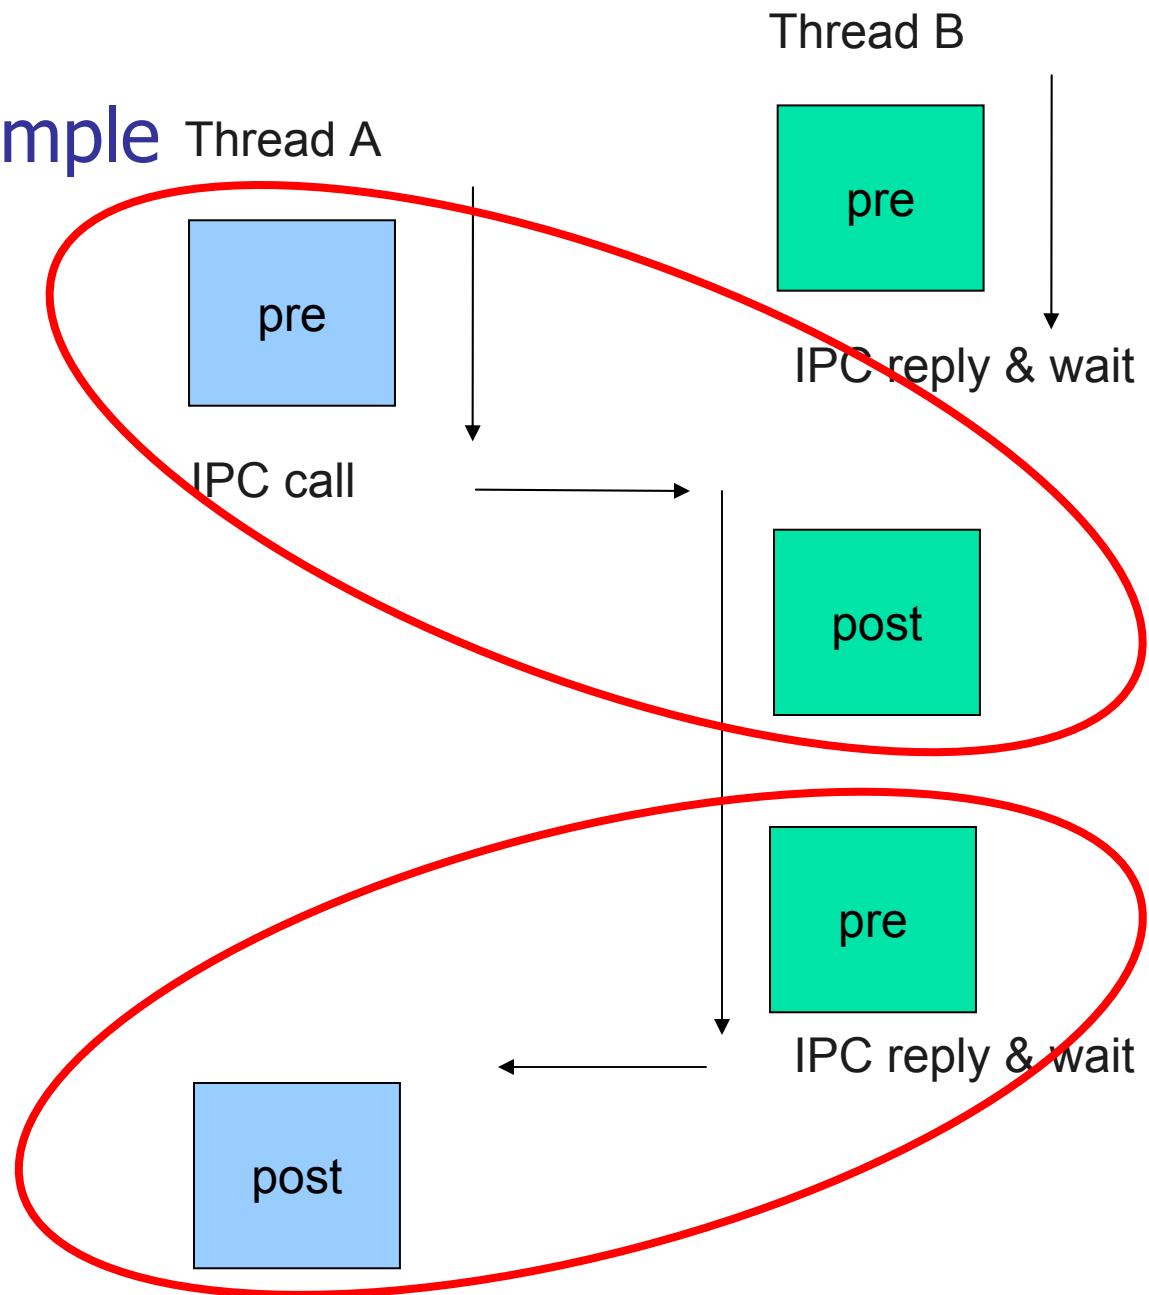 Thread B
mple
Thread A
pre
pre
IPC reply & wait
IPC call
post
pre
IPC reply & wait
post